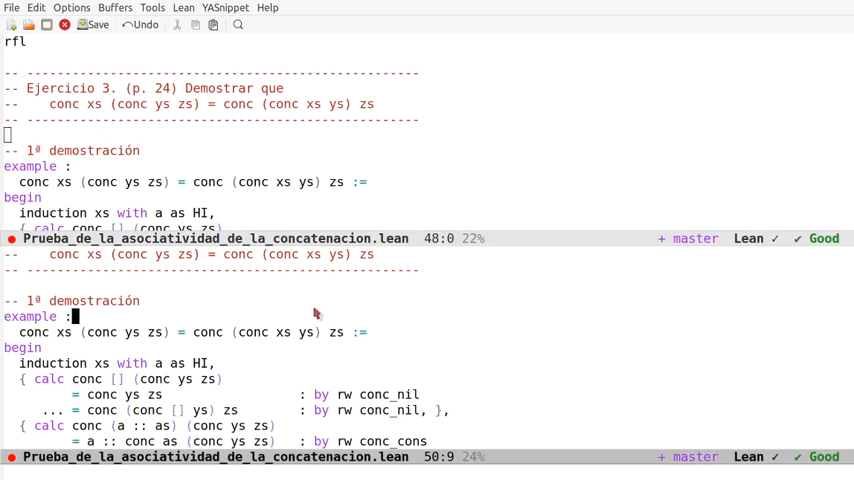 File Edit Options Buffers Tools Lean YASnippet Help
Save Undo
rfl
-- --------------------------------------------------
-- Ejercicio 3. (p. 24) Demostrar que
--    conc xs (conc ys zs) = conc (conc xs ys) zs
-- --------------------------------------------------
-- 1ª demostración
example :
  conc xs (conc ys zs) = conc (conc xs ys) zs :=
begin
  induction xs with a as HI,
  { calc conc [] (conc ys zs)
Prueba_de_la_asociatividad_de_la_concatenacion.lean 48:0 22% + master Lean ✓ ✔ Good
--    conc xs (conc ys zs) = conc (conc xs ys) zs
-- --------------------------------------------------
-- 1ª demostración
example :
  conc xs (conc ys zs) = conc (conc xs ys) zs :=
begin
  induction xs with a as HI,
  { calc conc [] (conc ys zs)
         = conc ys zs                  : by rw conc_nil
     ... = conc (conc [] ys) zs        : by rw conc_nil, },
  { calc conc (a :: as) (conc ys zs)
         = a :: conc as (conc ys zs)   : by rw conc_cons
Prueba_de_la_asociatividad_de_la_concatenacion.lean 50:9 24% + master Lean ✓ ✔ Good